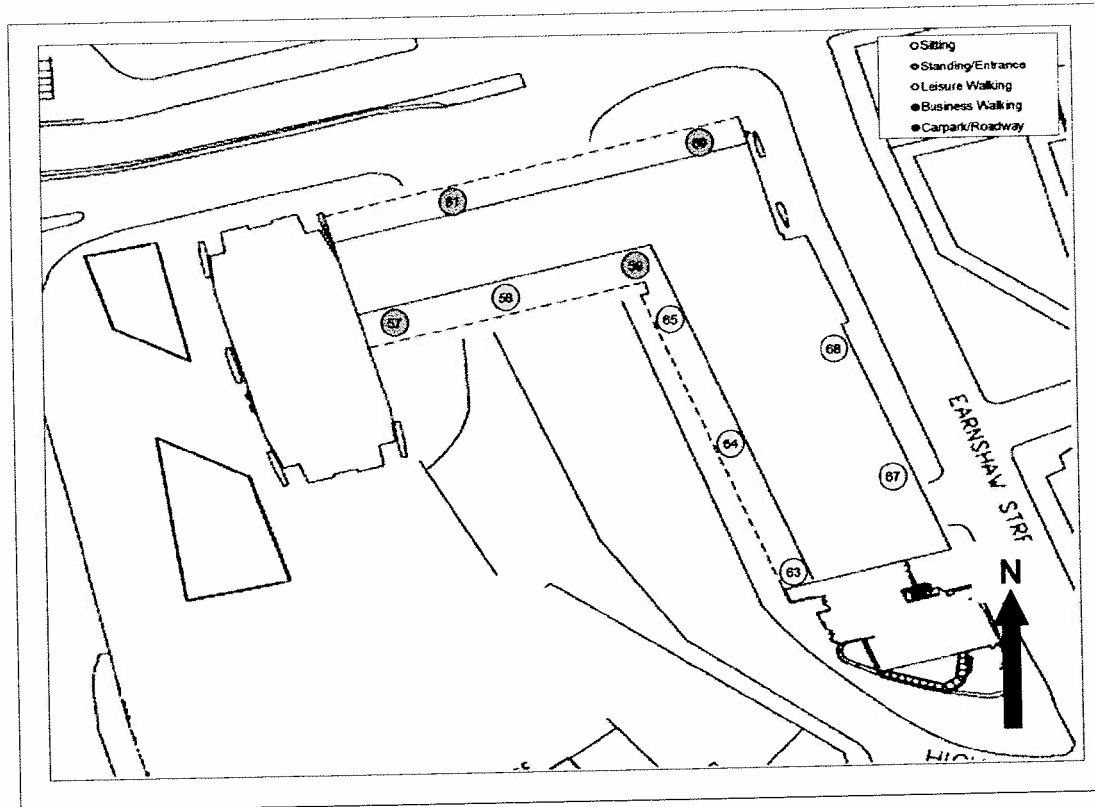 Sitting
Standing/Entrance
Leisure Walking
Business Walking
Carpark/Roadway
61
58
57
65
68
64
67
63
EARNSHAW STRE
N